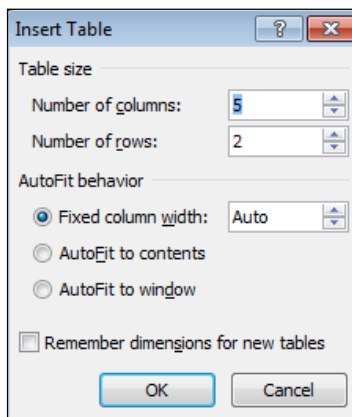 Insert Table
Table size
Number of columns: 5
Number of rows: 2
AutoFit behavior
Fixed column width: Auto
AutoFit to contents
AutoFit to window
Remember dimensions for new tables
OK Cancel